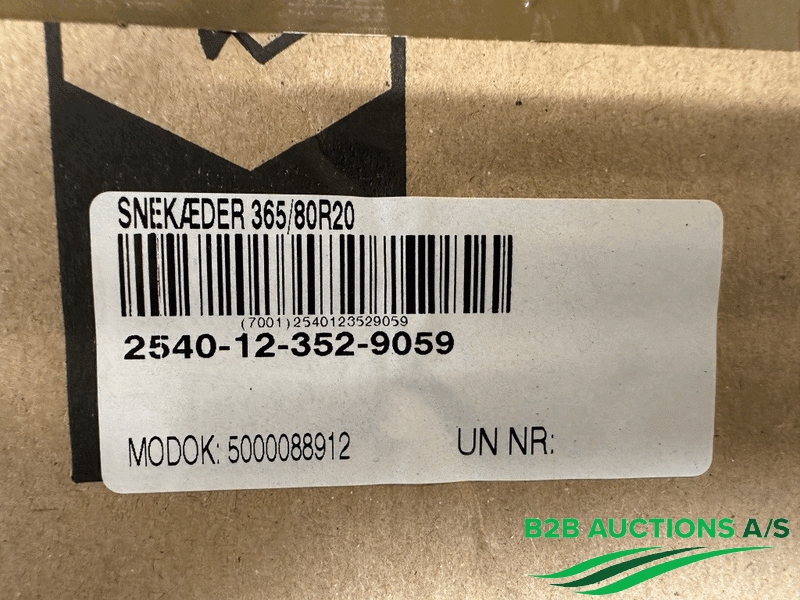 SNEKÆDER 365/80R20
(7001)2540123529059
2540-12-352-9059
MODOK: 5000088912
UN NR:
B2B AUCTIONS A/S